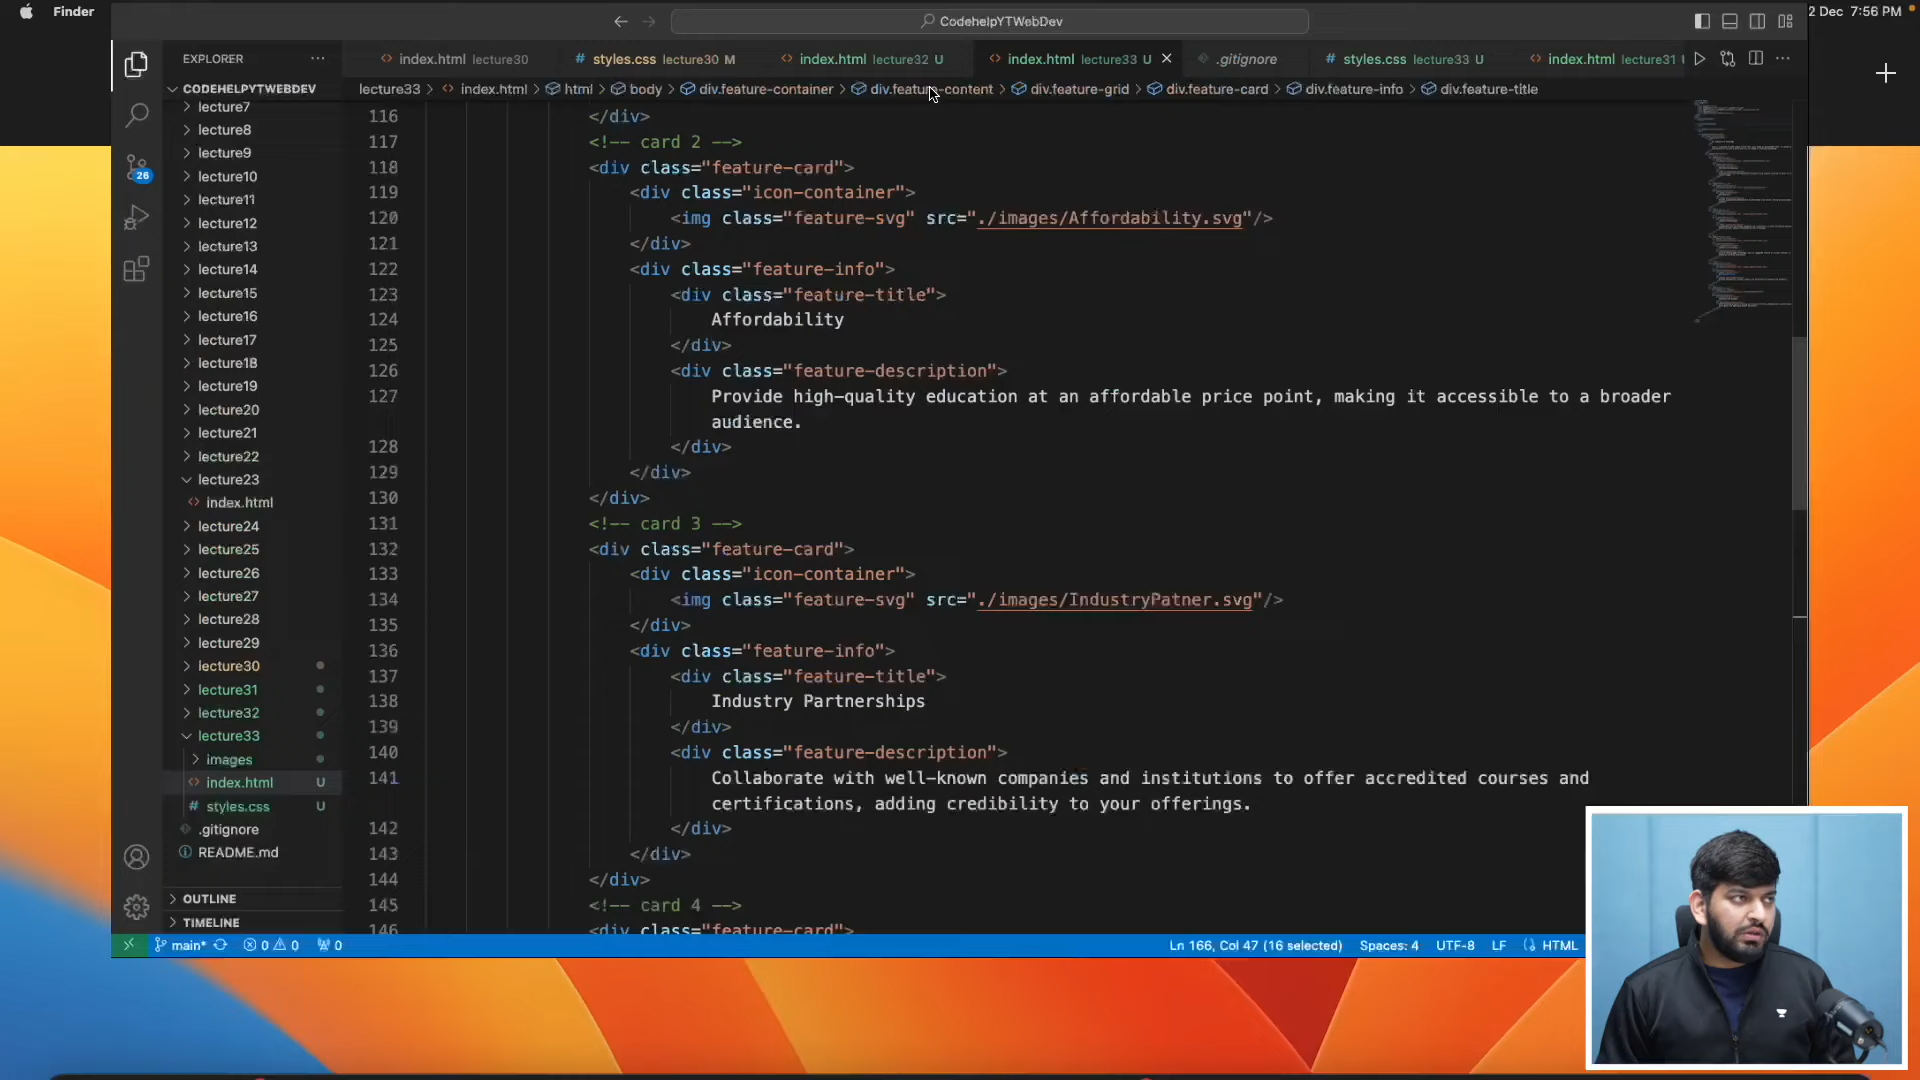 Finder
2 Dec 7:56 PM
CodehelpYTWebDev
EXPLORER
index.html lecture30
styles.css lecture30 M
index.html lecture32 U
index.html lecture33 U
.gitignore
styles.css lecture33 U
index.html lecture31
CODEHELPYTWEBDEV
lecture33 > index.html > html > body > div.feature-container > div.feature-content > div.feature-grid > div.feature-card > div.feature-info > div.feature-title
lecture7
lecture8
lecture9
lecture10
lecture11
lecture12
lecture13
lecture14
lecture15
lecture16
lecture17
lecture18
lecture19
lecture20
lecture21
lecture22
lecture23
index.html
lecture24
lecture25
lecture26
lecture27
lecture28
lecture29
lecture30
lecture31
lecture32
lecture33
images
index.html U
styles.css U
.gitignore
README.md
OUTLINE
TIMELINE
26
116 </div>
117 <!-- card 2 -->
118 <div class="feature-card">
119 <div class="icon-container">
120 <img class="feature-svg" src="./images/Affordability.svg"/>
121 </div>
122 <div class="feature-info">
123 <div class="feature-title">
124 Affordability
125 </div>
126 <div class="feature-description">
127 Provide high-quality education at an affordable price point, making it accessible to a broader
audience.
128 </div>
129 </div>
130 </div>
131 <!-- card 3 -->
132 <div class="feature-card">
133 <div class="icon-container">
134 <img class="feature-svg" src="./images/IndustryPatner.svg"/>
135 </div>
136 <div class="feature-info">
137 <div class="feature-title">
138 Industry Partnerships
139 </div>
140 <div class="feature-description">
141 Collaborate with well-known companies and institutions to offer accredited courses and
certifications, adding credibility to your offerings.
142 </div>
143 </div>
144 </div>
145 <!-- card 4 -->
146 <div class="feature-card">
main* 0 0 0
Ln 166, Col 47 (16 selected) Spaces: 4 UTF-8 LF HTML